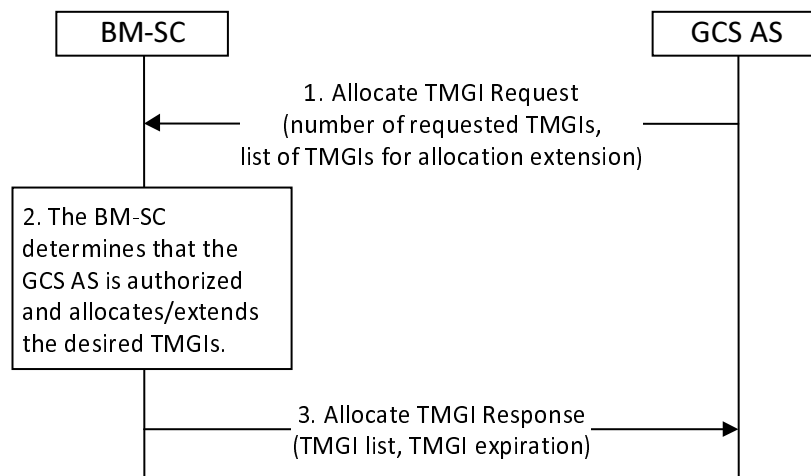 BM-SC
GCS AS
1. Allocate TMGI Request
(number of requested TMGIs,
list of TMGIs for allocation extension)
2. The BM-SC
determines that the
GCS AS is authorized
and allocates/extends
the desired TMGIs.
3. Allocate TMGI Response
(TMGI list, TMGI expiration)